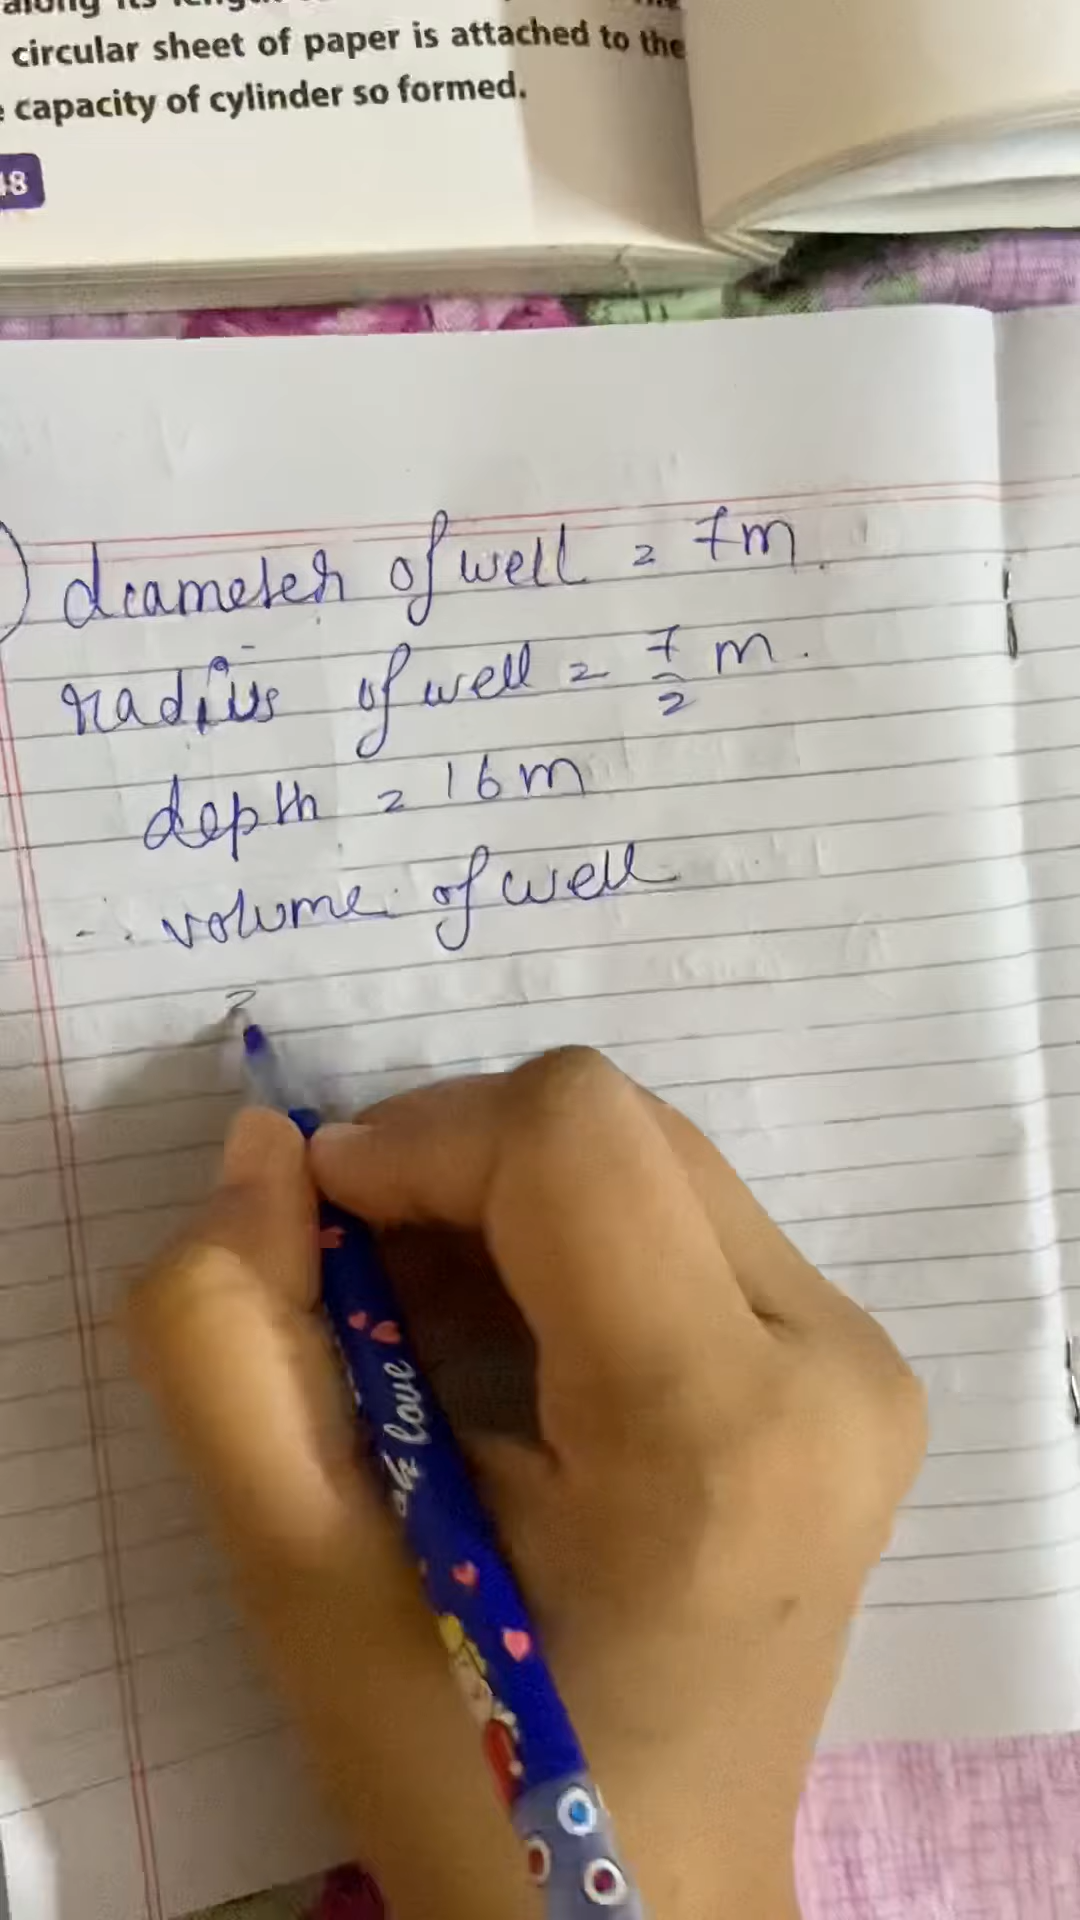 circular sheet of paper is attached to the
capacity of cylinder so formed.
48
diameter of well = 7m.
radius of well = 7/2 m.
depth = 16m
∴ volume of well
=
love